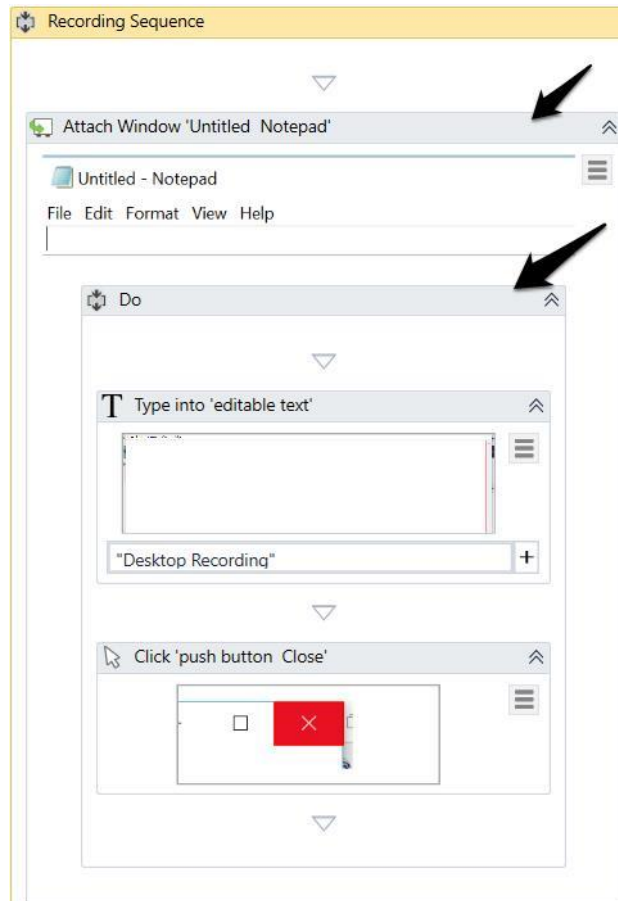 Recording Sequence
Attach Window 'Untitled Notepad'
Untitled - Notepad
File Edit Format View Help
Do
T Type into 'editable text'
"Desktop Recording"
Click 'push button Close'